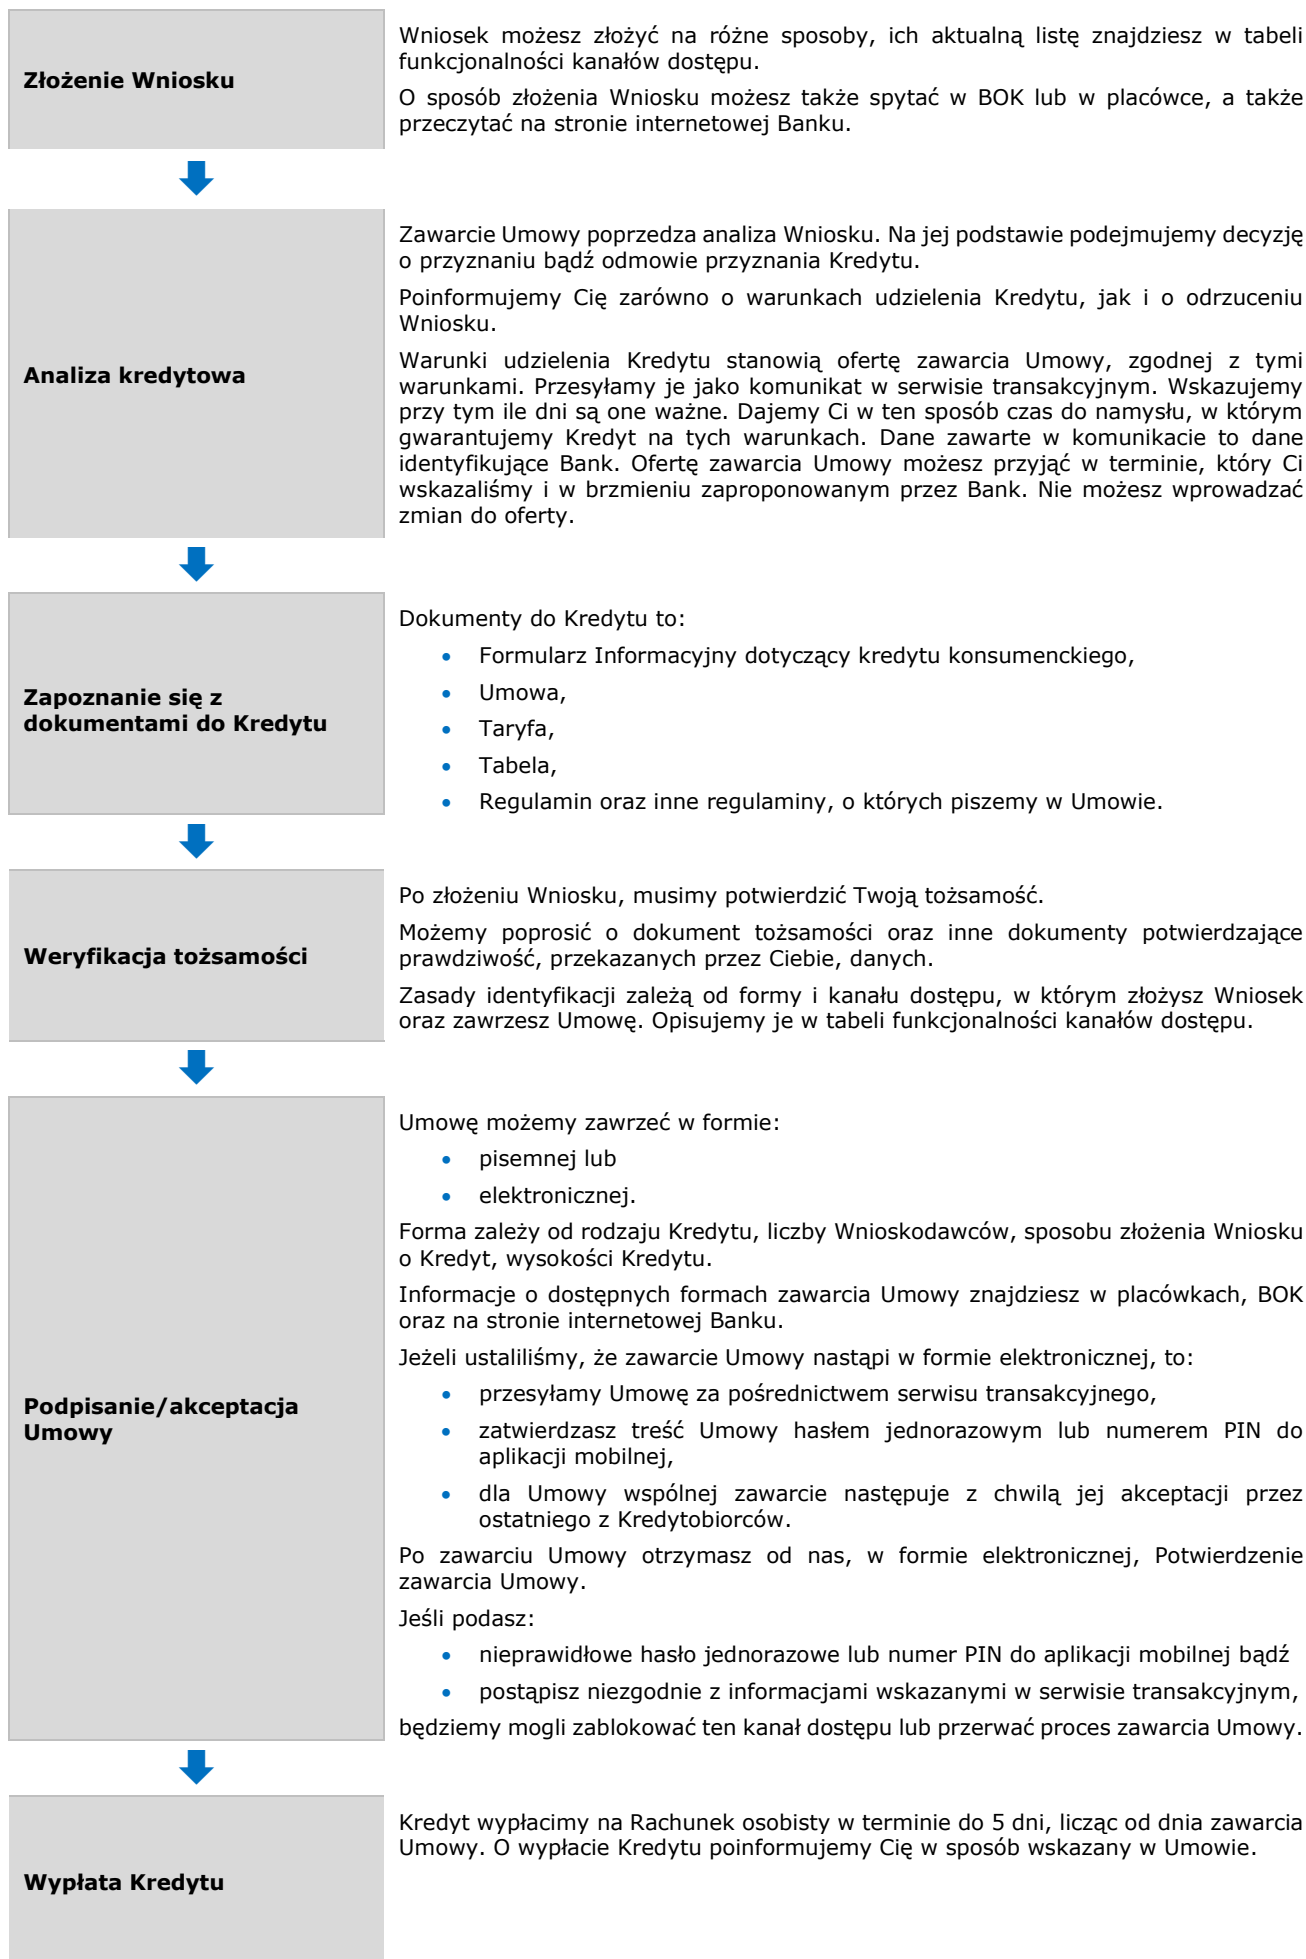 Złożenie Wniosku
Wniosek możesz złożyć na różne sposoby, ich aktualną listę znajdziesz w tabeli
funkcjonalności kanałów dostępu.
O sposób złożenia Wniosku możesz także spytać w BOK lub w placówce, a także
przeczytać na stronie internetowej Banku.
Analiza kredytowa
Zawarcie Umowy poprzedza analiza Wniosku. Na jej podstawie podejmujemy decyzję
o przyznaniu bądź odmowie przyznania Kredytu.
Poinformujemy Cię zarówno o warunkach udzielenia Kredytu, jak i o odrzuceniu
Wniosku.
Warunki udzielenia Kredytu stanowią ofertę zawarcia Umowy, zgodnej z tymi
warunkami. Przesyłamy je jako komunikat w serwisie transakcyjnym. Wskazujemy
przy tym ile dni są one ważne. Dajemy Ci w ten sposób czas do namysłu, w którym
gwarantujemy Kredyt na tych warunkach. Dane zawarte w komunikacie to dane
identyfikujące Bank. Ofertę zawarcia Umowy możesz przyjąć w terminie, który Ci
wskazaliśmy i w brzmieniu zaproponowanym przez Bank. Nie możesz wprowadzać
zmian do oferty.
Zapoznanie się z
dokumentami do Kredytu
Dokumenty do Kredytu to:
• Formularz Informacyjny dotyczący kredytu konsumenckiego,
• Umowa,
• Taryfa,
• Tabela,
• Regulamin oraz inne regulaminy, o których piszemy w Umowie.
Weryfikacja tożsamości
Po złożeniu Wniosku, musimy potwierdzić Twoją tożsamość.
Możemy poprosić o dokument tożsamości oraz inne dokumenty potwierdzające
prawdziwość, przekazanych przez Ciebie, danych.
Zasady identyfikacji zależą od formy i kanału dostępu, w którym złożysz Wniosek
oraz zawrzesz Umowę. Opisujemy je w tabeli funkcjonalności kanałów dostępu.
Podpisanie/akceptacja
Umowy
Umowę możemy zawrzeć w formie:
• pisemnej lub
• elektronicznej.
Forma zależy od rodzaju Kredytu, liczby Wnioskodawców, sposobu złożenia Wniosku
o Kredyt, wysokości Kredytu.
Informacje o dostępnych formach zawarcia Umowy znajdziesz w placówkach, BOK
oraz na stronie internetowej Banku.
Jeżeli ustaliliśmy, że zawarcie Umowy nastąpi w formie elektronicznej, to:
• przesyłamy Umowę za pośrednictwem serwisu transakcyjnego,
• zatwierdzasz treść Umowy hasłem jednorazowym lub numerem PIN do
aplikacji mobilnej,
• dla Umowy wspólnej zawarcie następuje z chwilą jej akceptacji przez
ostatniego z Kredytobiorców.
Po zawarciu Umowy otrzymasz od nas, w formie elektronicznej, Potwierdzenie
zawarcia Umowy.
Jeśli podasz:
• nieprawidłowe hasło jednorazowe lub numer PIN do aplikacji mobilnej bądź
• postąpisz niezgodnie z informacjami wskazanymi w serwisie transakcyjnym,
będziemy mogli zablokować ten kanał dostępu lub przerwać proces zawarcia Umowy.
Wypłata Kredytu
Kredyt wypłacimy na Rachunek osobisty w terminie do 5 dni, licząc od dnia zawarcia
Umowy. O wypłacie Kredytu poinformujemy Cię w sposób wskazany w Umowie.